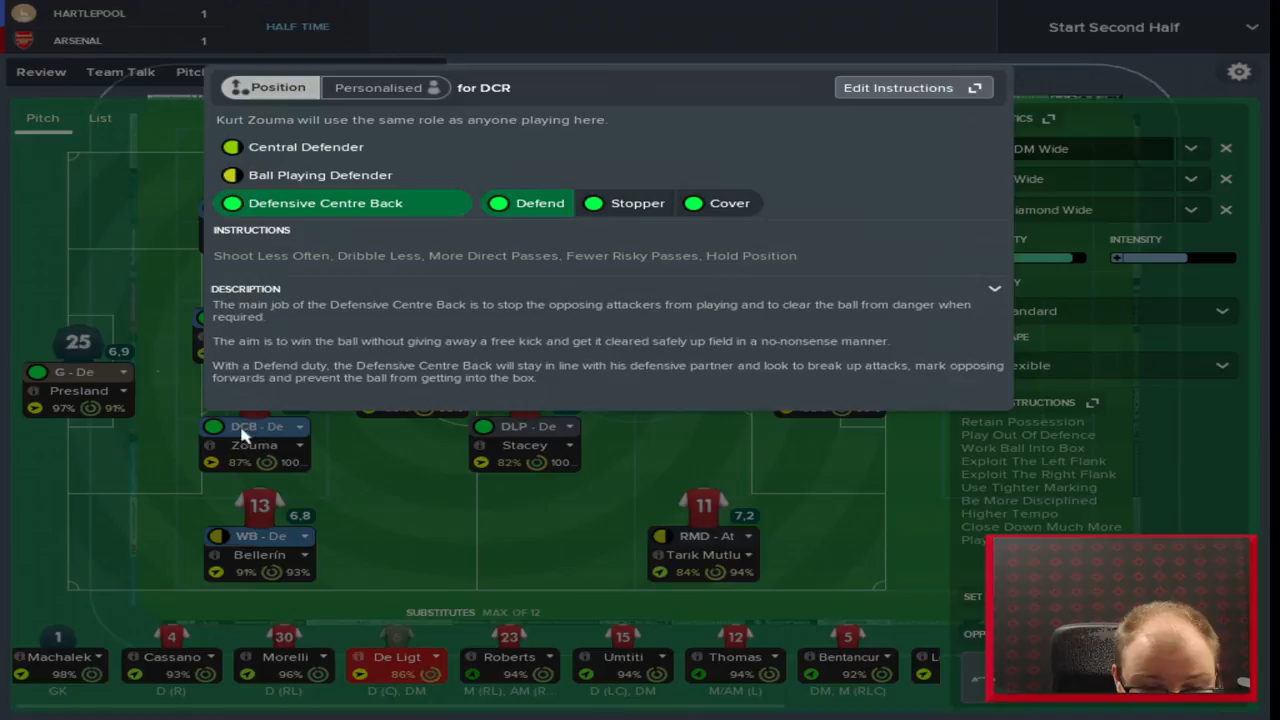 HARTLEPOOL 1
ARSENAL 1
HALF TIME
Start Second Half
Review Team Talk Pitc
Position Personalised for DCR Edit Instructions
Kurt Zouma will use the same role as anyone playing here.
Central Defender
Ball Playing Defender
Defensive Centre Back Defend Stopper Cover
INSTRUCTIONS
Shoot Less Often, Dribble Less, More Direct Passes, Fewer Risky Passes, Hold Position
DESCRIPTION
The main job of the Defensive Centre Back is to stop the opposing attackers from playing and to clear the ball from danger when
required.
The aim is to win the ball without giving away a free kick and get it cleared safely up field in a no-nonsense manner.
With a Defend duty, the Defensive Centre Back will stay in line with his defensive partner and look to break up attacks, mark opposing
forwards and prevent the ball from getting into the box.
Pitch List
25 6,9
G - De
Presland
97% 91%
DCB - De
Zouma
87% 100...
DLP - De
Stacey
82% 100...
13 6,8
WB - De
Bellerín
91% 93%
11 7,2
RMD - At
Tarik Mutlu
84% 94%
TICS
DM Wide
Wide
iamond Wide
TY INTENSITY
Y
andard
APE
exible
STRUCTIONS
Retain Possession
Play Out Of Defence
Work Ball Into Box
Exploit The Left Flank
Exploit The Right Flank
Use Tighter Marking
Be More Disciplined
Higher Tempo
Close Down Much More
Play
SET
OPP
SUBSTITUTES MAX OF 12
1 4 30 6 23 15 12 5
Machalek Cassano Morelli De Ligt Roberts Umtiti Thomas Bentancur L
98% 93% 96% 86% 94% 94% 94% 92%
GK D (R) D (RL) D (C), DM M (RL), AM (R... D (LC), DM M/AM (L) DM, M (RLC)